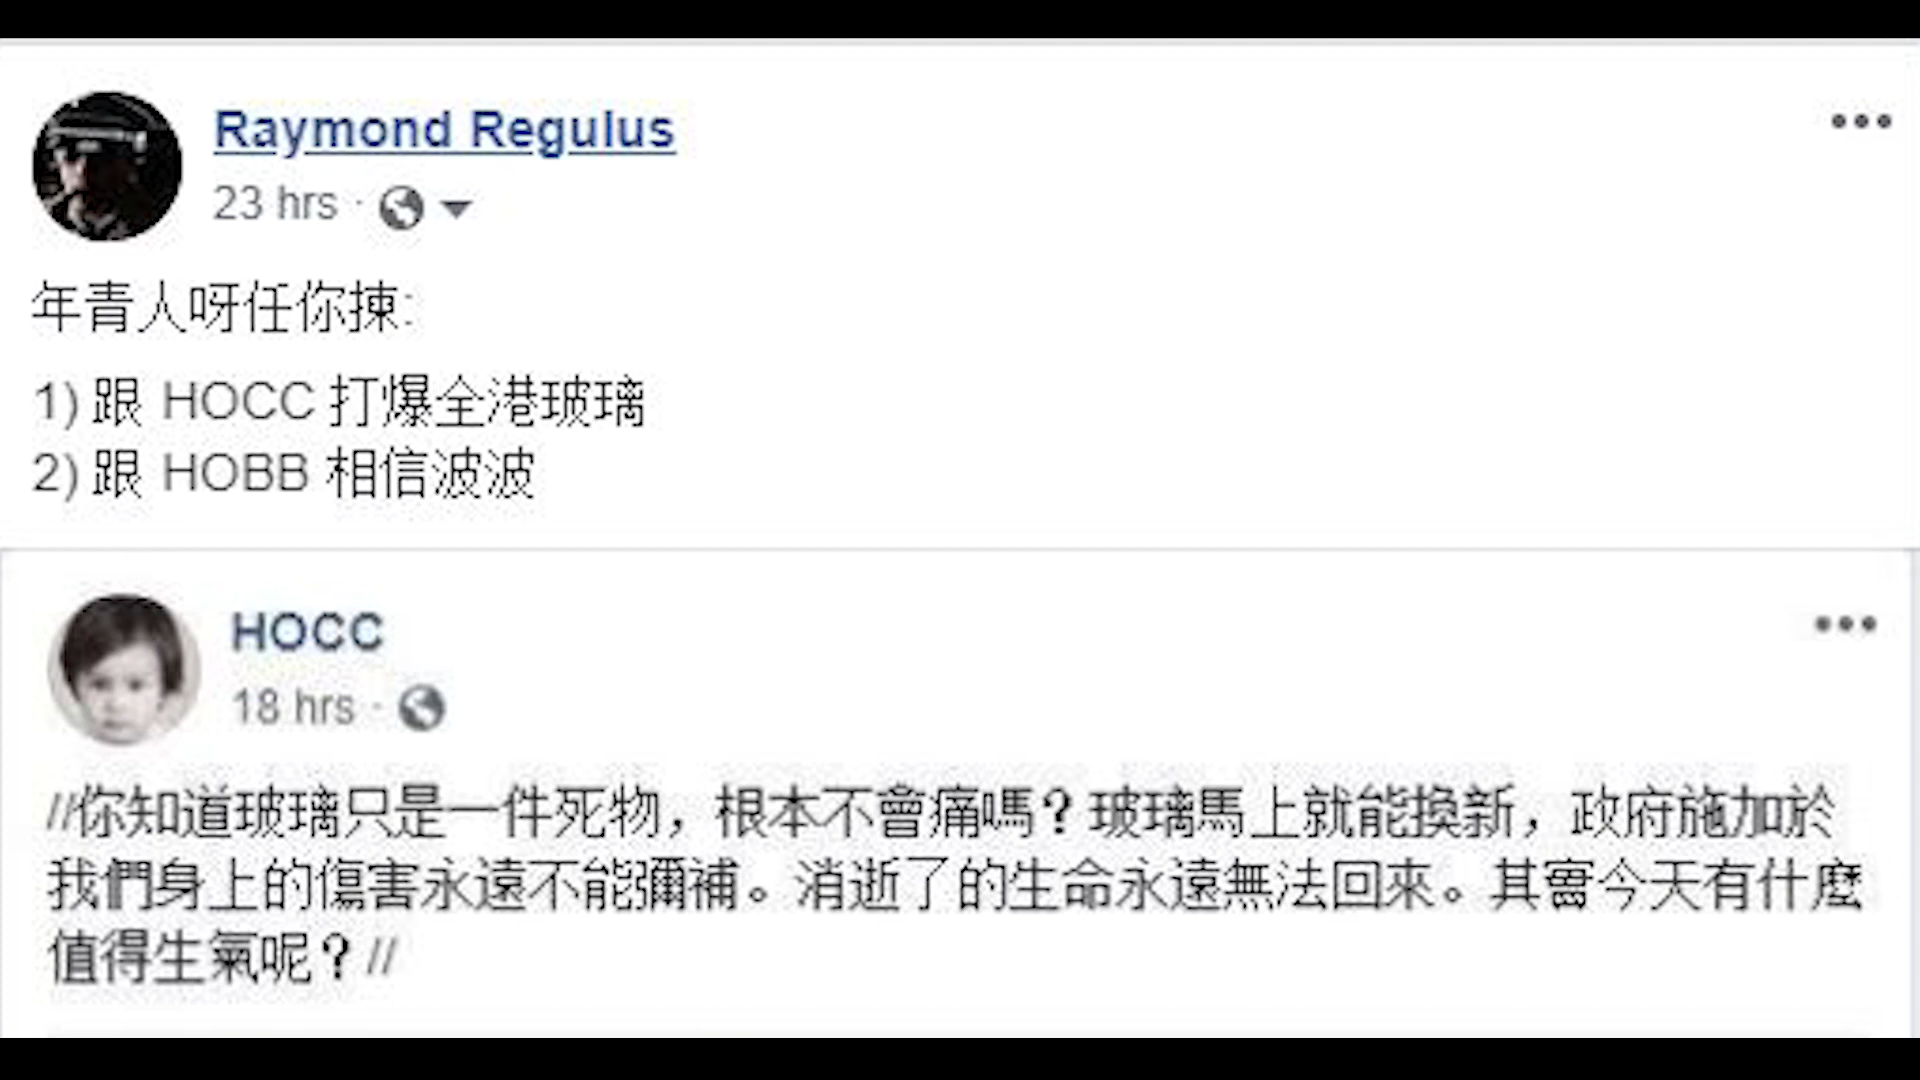 Raymond Regulus
23 hrs ·
年青人呀任你揀:
1) 跟 HOCC 打爆全港玻璃
2) 跟 HOBB 相信波波
HOCC
18 hrs ·
//你知道玻璃只是一件死物，根本不會痛嗎？玻璃馬上就能換新，政府施加於
我們身上的傷害永遠不能彌補。消逝了的生命永遠無法回來。其實今天有什麼
值得生氣呢？//